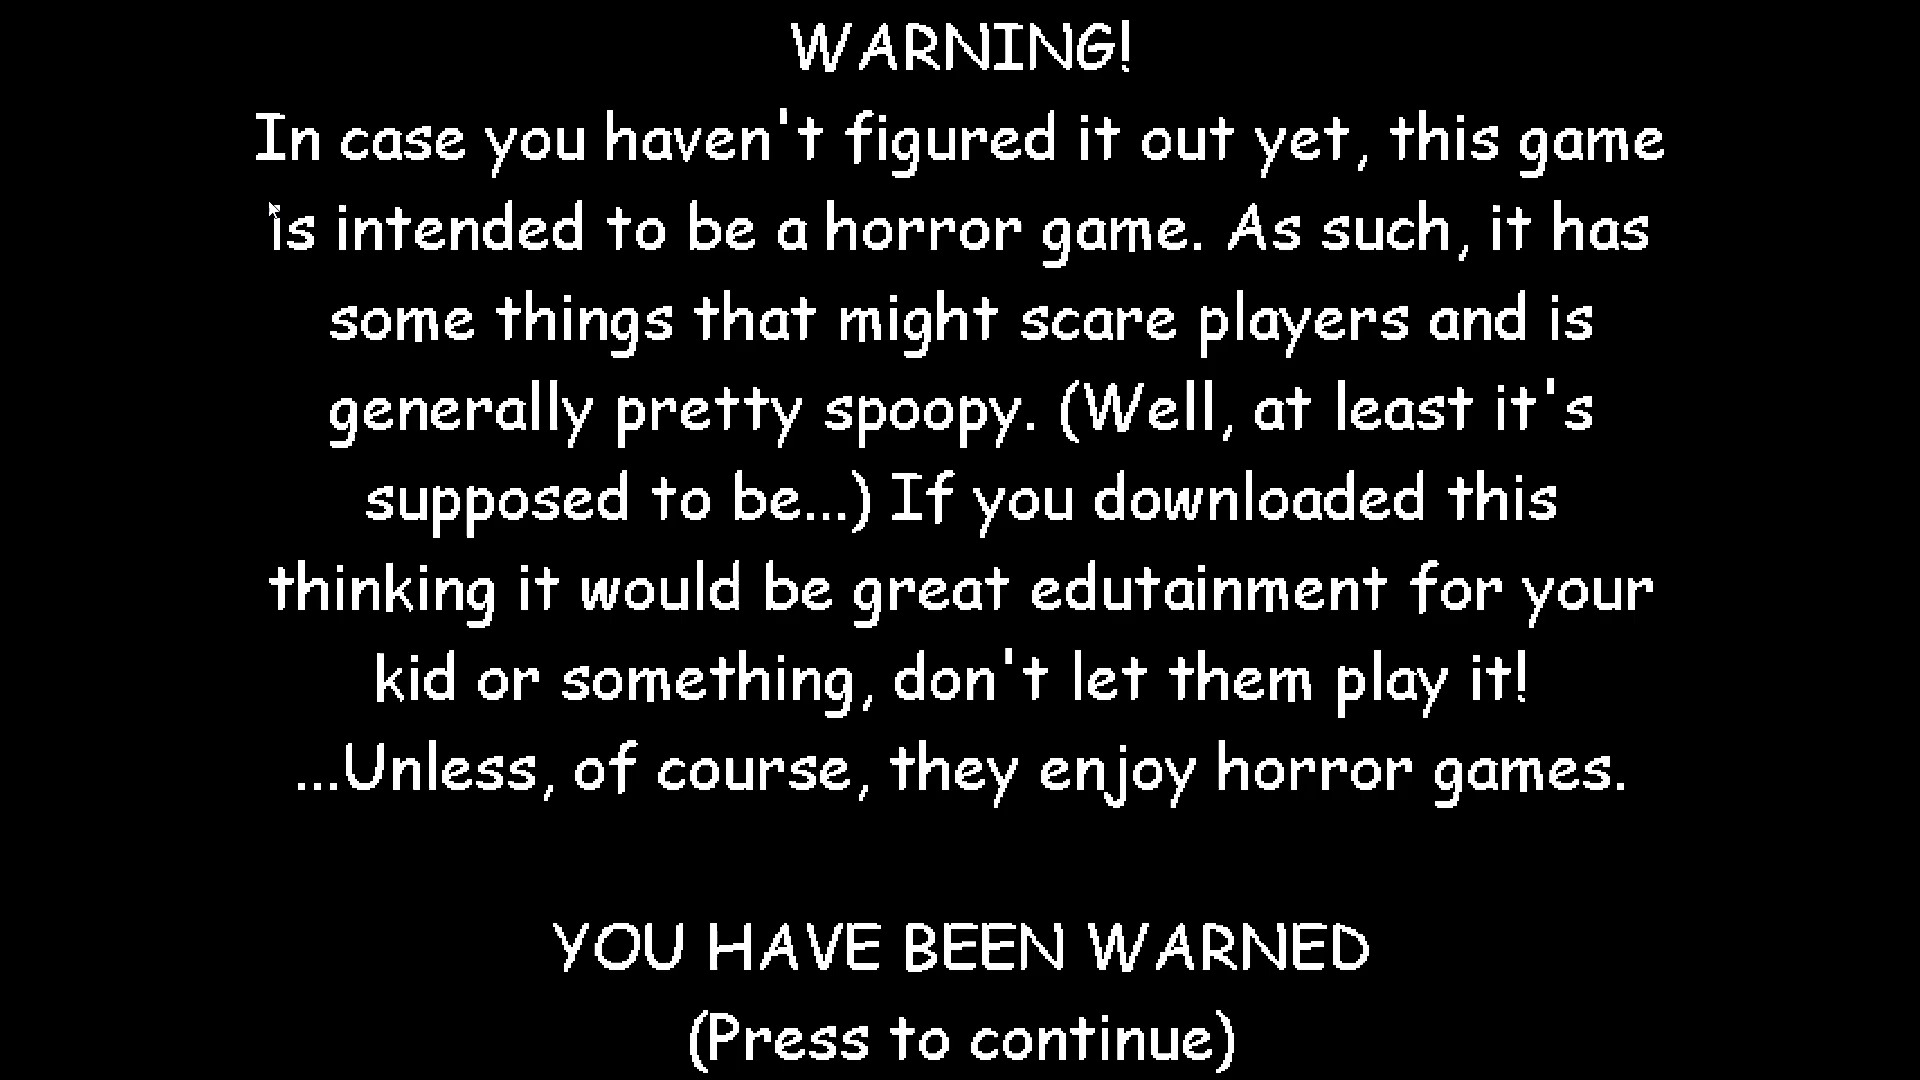 WARNING!
In case you haven't figured it out yet, this game
is intended to be a horror game. As such, it has
some things that might scare players and is
generally pretty spoopy. (Well, at least it's
supposed to be...) If you downloaded this
thinking it would be great edutainment for your
kid or something, don't let them play it!
...Unless, of course, they enjoy horror games.
YOU HAVE BEEN WARNED
(Press to continue)